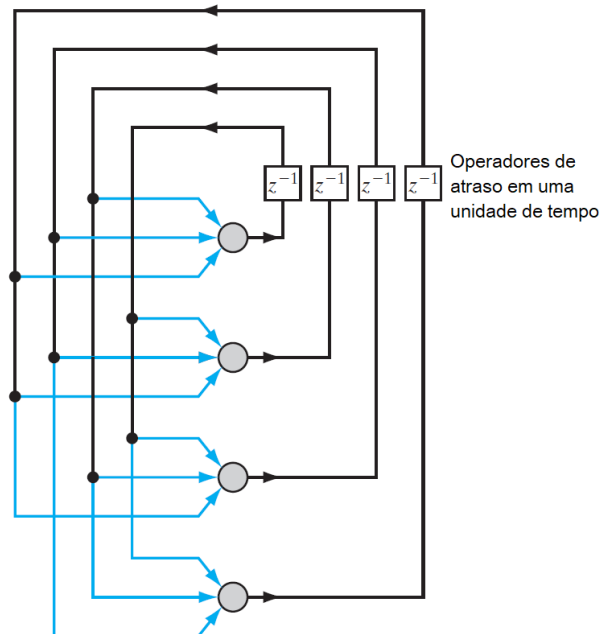 z⁻¹ z⁻¹ z⁻¹ z⁻¹
Operadores de
atraso em uma
unidade de tempo